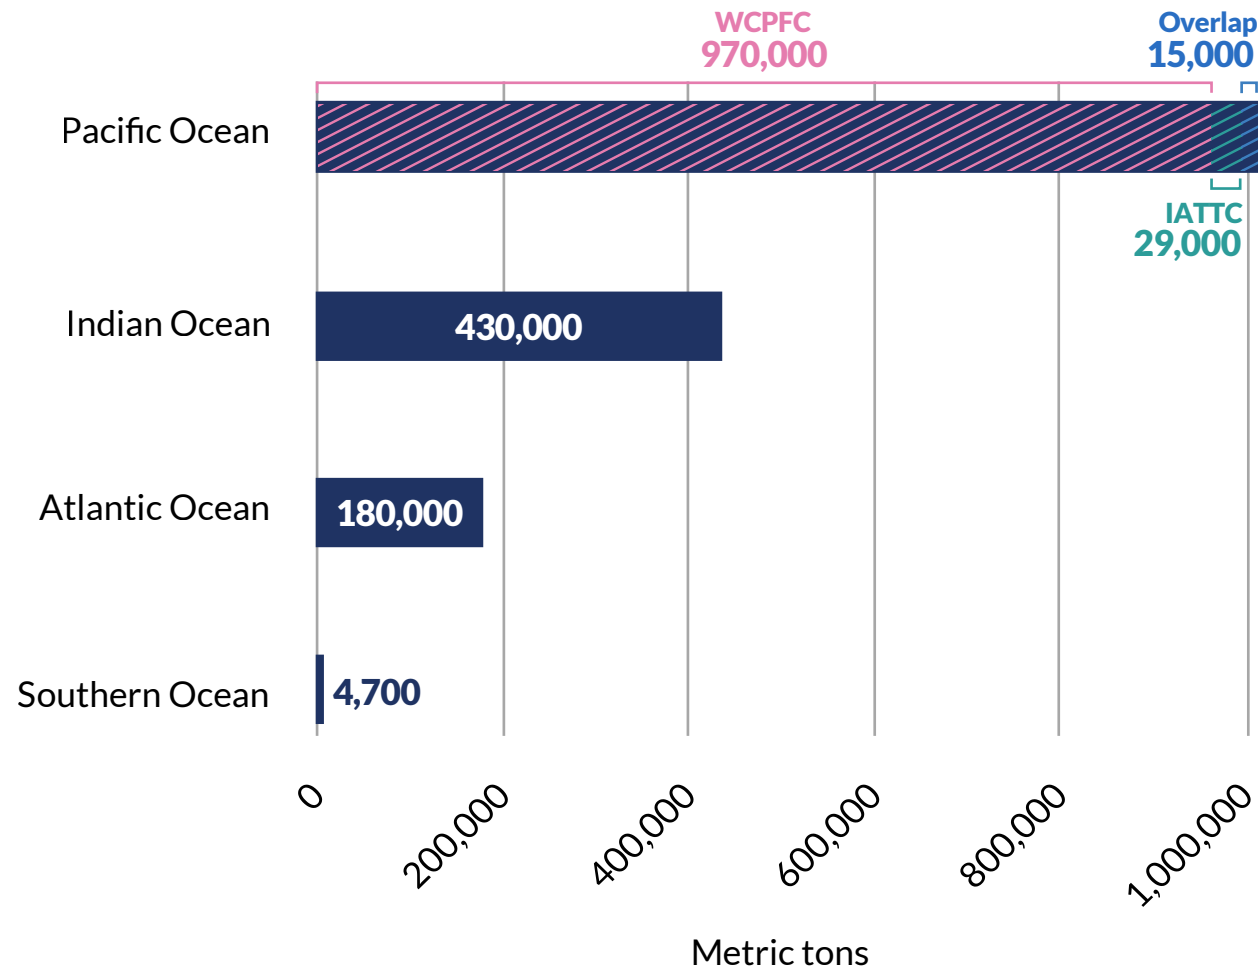 WCPFC
970,000
Overlap
15,000
Pacific Ocean
IATTC
29,000
Indian Ocean
430,000
Atlantic Ocean
180,000
Southern Ocean
4,700
0
200,000
400,000
600,000
800,000
1,000,000
Metric tons